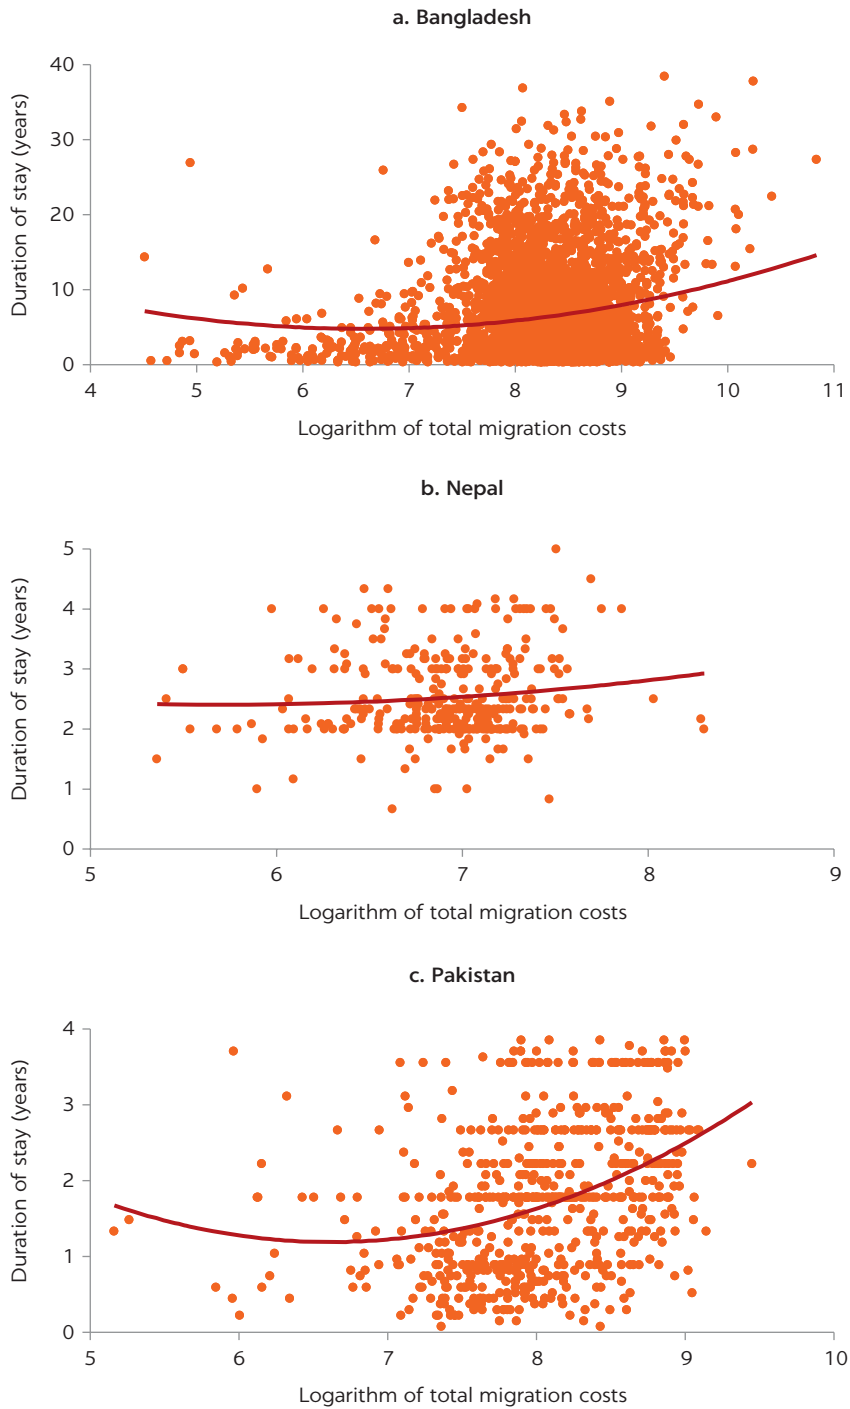 a. Bangladesh
40
30
20
10
0
Duration of stay (years)
4 5 6 7 8 9 10 11
Logarithm of total migration costs
b. Nepal
5
4
3
2
1
0
Duration of stay (years)
5 6 7 8 9
Logarithm of total migration costs
c. Pakistan
4
3
2
1
0
Duration of stay (years)
5 6 7 8 9 10
Logarithm of total migration costs